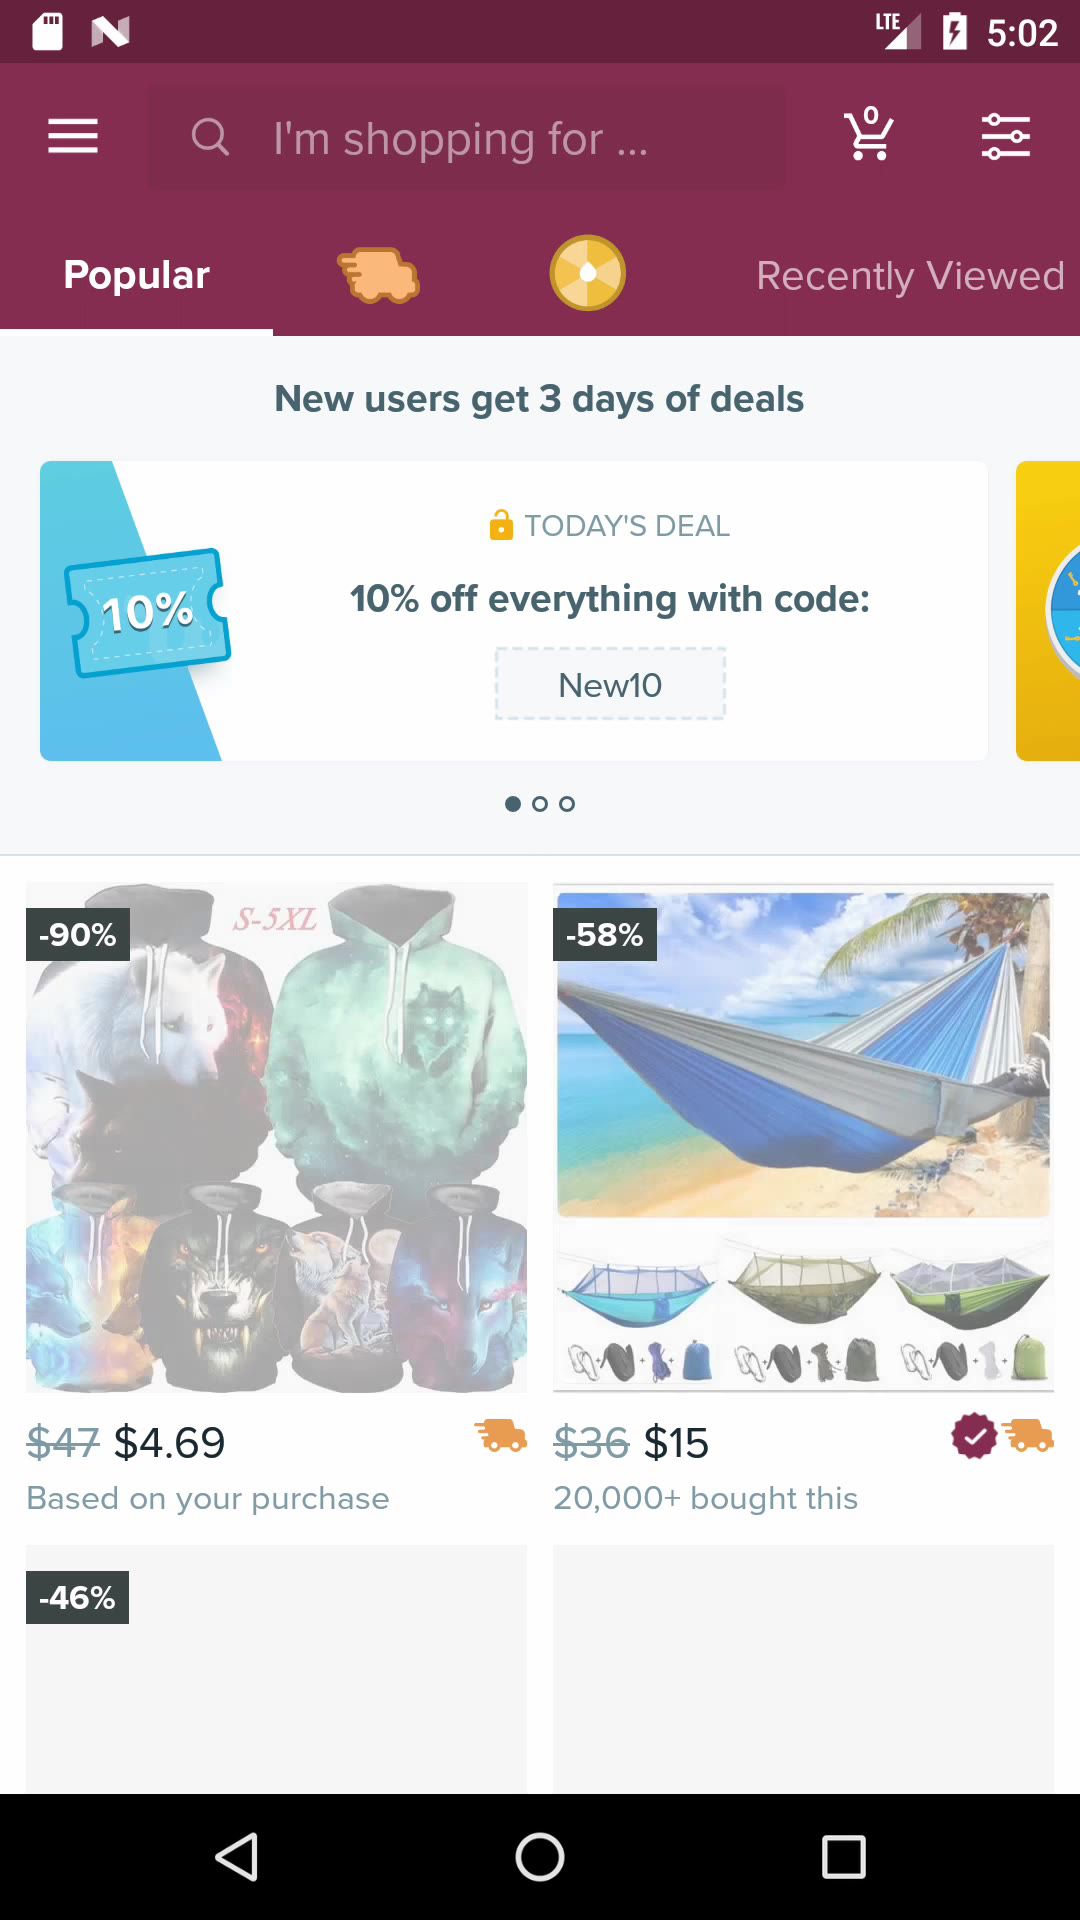 LTE 5:02
I'm shopping for ...
0
Popular
Recently Viewed
New users get 3 days of deals
TODAY'S DEAL
10%
10% off everything with code:
New10
-90%
S-5XL
-58%
$47 $4.69
$36 $15
Based on your purchase
20,000+ bought this
-46%